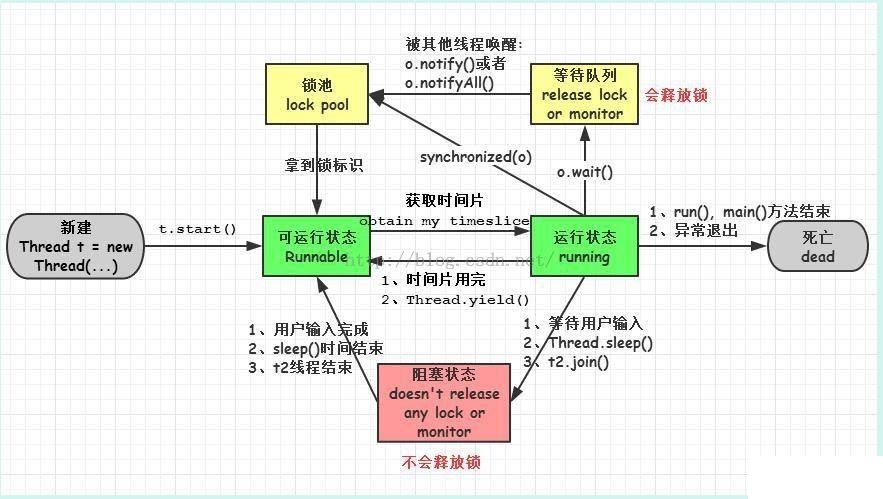 被其他线程唤醒:
o.notify()或者
o.notifyAll()
锁池
lock pool
等待队列
release lock
or monitor
会释放锁
synchronized(o)
o.wait()
拿到锁标识
新建
Thread t = new
Thread(...)
t.start()
可运行状态
Runnable
获取时间片
obtain my timeslice
运行状态
running
1、run(), main()方法结束
2、异常退出
死亡
dead
http://blog.csdn.net/
1、时间片用完
2、Thread.yield()
1、用户输入完成
2、sleep()时间结束
3、t2线程结束
1、等待用户输入
2、Thread.sleep()
3、t2.join()
阻塞状态
doesn't release
any lock or
monitor
不会释放锁